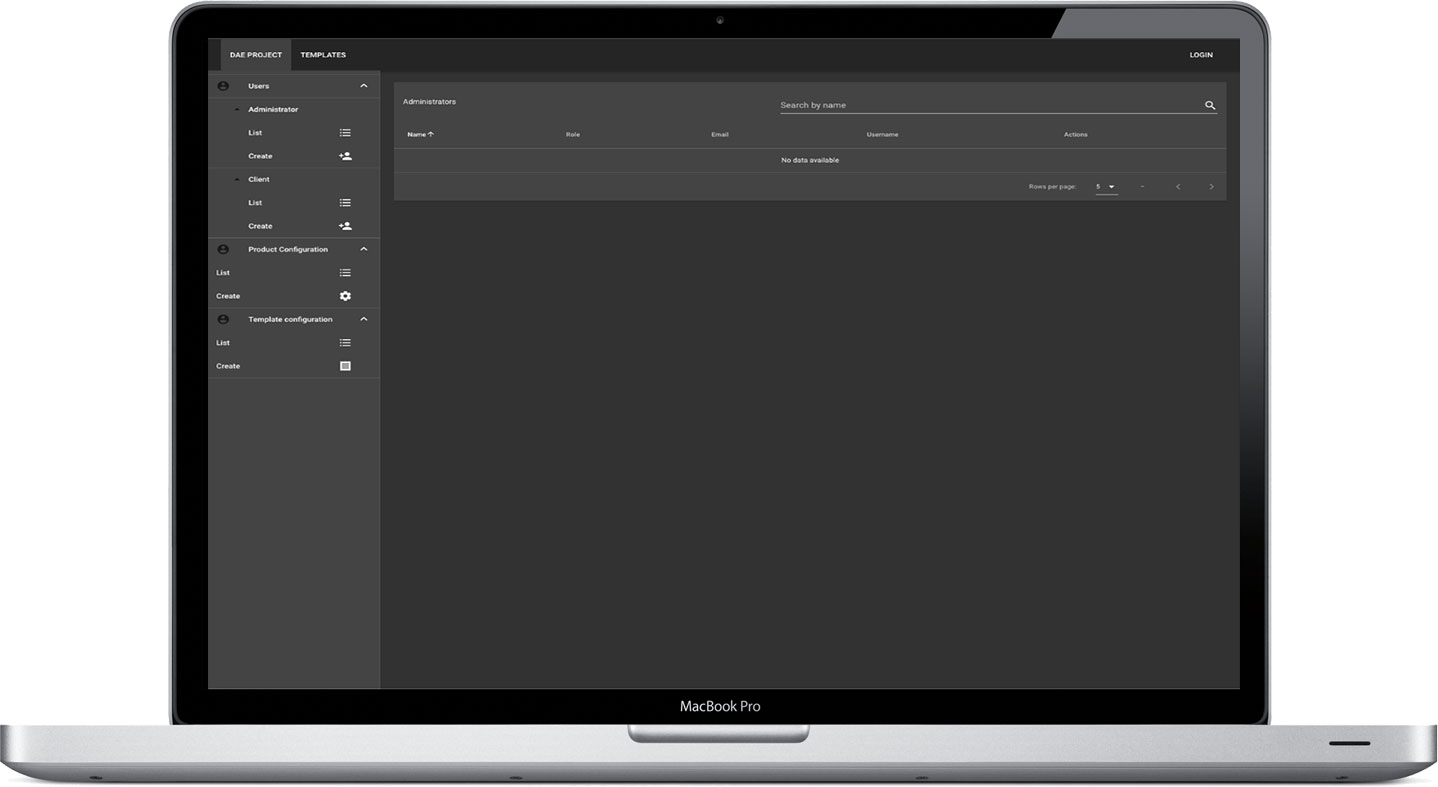 DAE PROJECT TEMPLATES LOGIN
Users
Administrator
List
Create
Client
List
Create
Product Configuration
List
Create
Template configuration
List
Create
Administrators
Search by name
Name Role Email Username Actions
No data available
Rows per page: 5 -
MacBook Pro